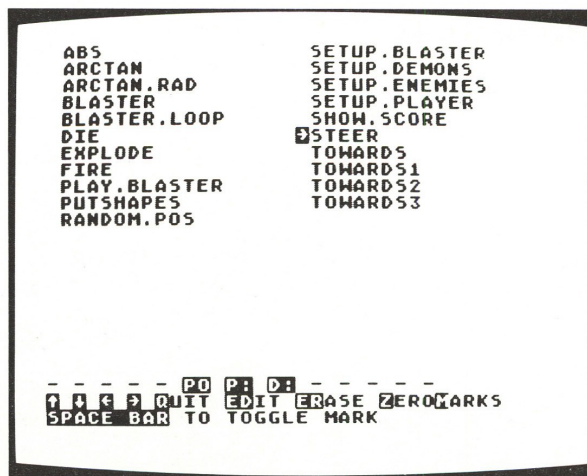 ABS
ARCTAN
ARCTAN.RAD
BLASTER
BLASTER.LOOP
DIE
EXPLODE
FIRE
PLAY.BLASTER
PUTSHAPES
RANDOM.POS
SETUP.BLASTER
SETUP.DEMONS
SETUP.ENEMIES
SETUP.PLAYER
SHOW.SCORE
→STEER
TOWARDS
TOWARDS1
TOWARDS2
TOWARDS3
- - - - - PO P: D: - - - - -
↑ ↓ ← → QUIT EDIT ERASE ZEROMARKS
SPACE BAR TO TOGGLE MARK